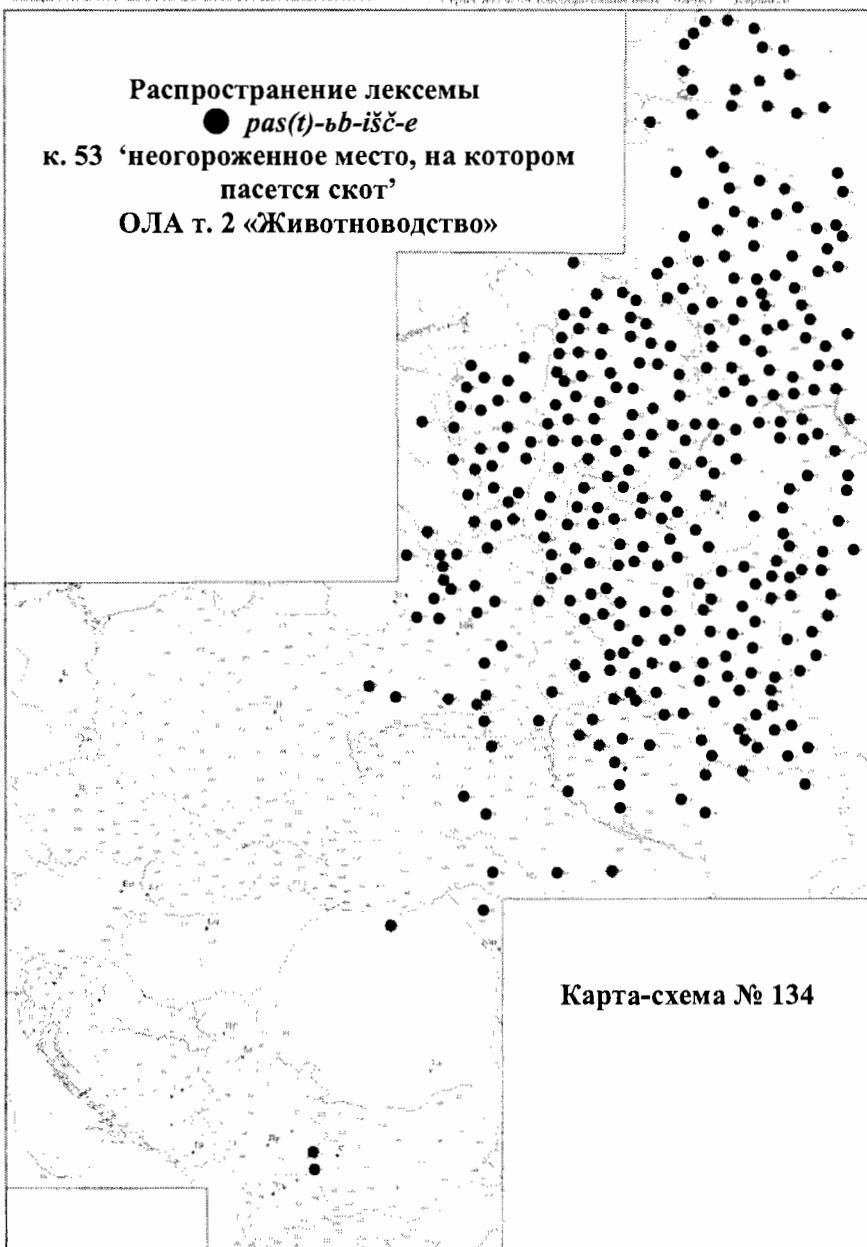 Распространение лексемы
● pas(t)-ьb-išč-e
к. 53 ‘неогороженное место, на котором
пасется скот’
ОЛА т. 2 «Животноводство»
Карта-схема № 134